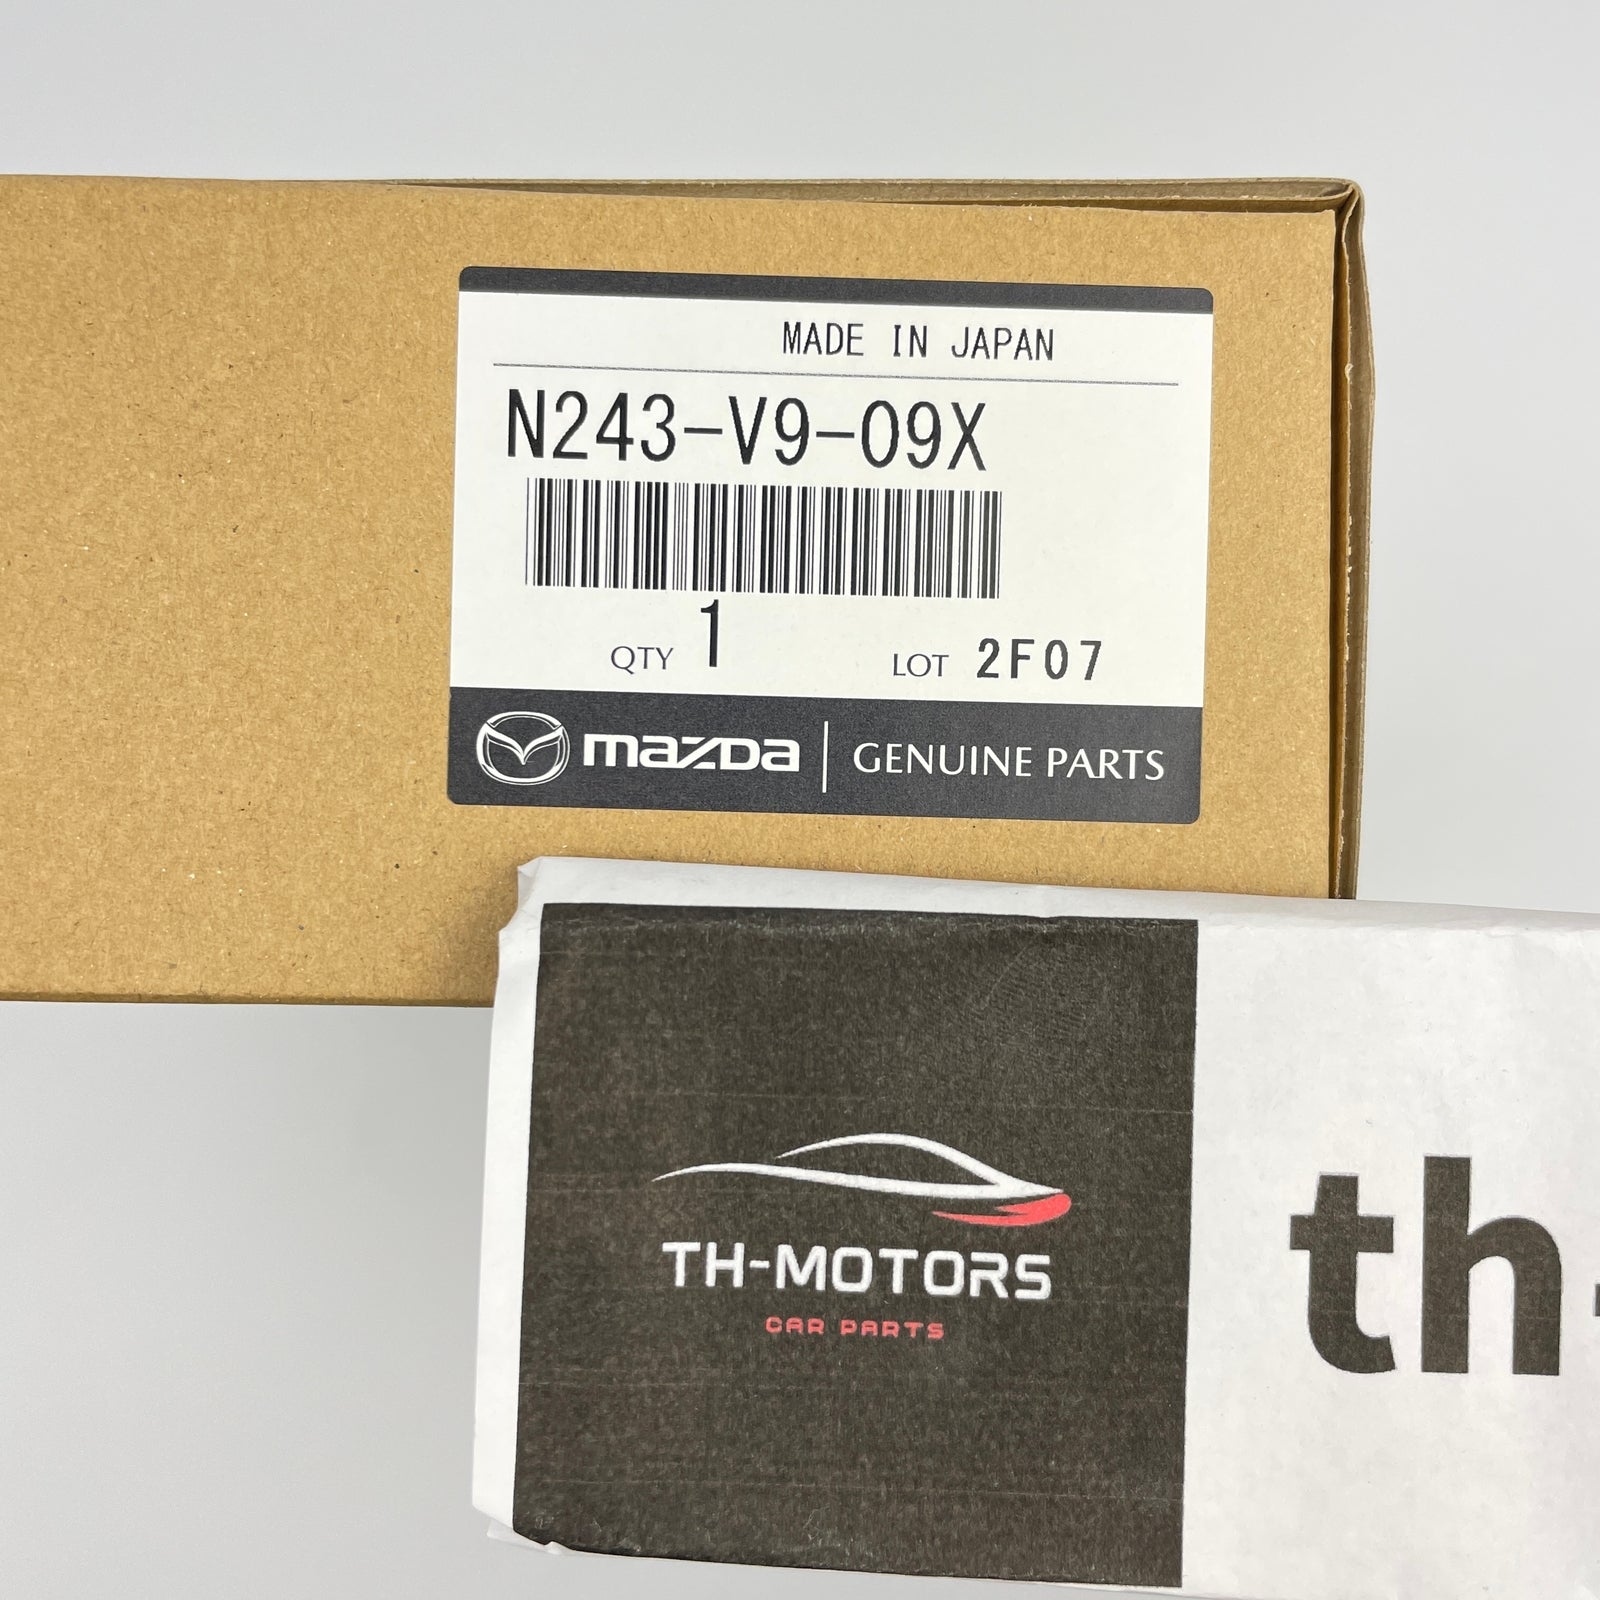 MADE IN JAPAN
N243-V9-09X
QTY 1 LOT 2F07
mazda GENUINE PARTS
TH-MOTORS
CAR PARTS
th-